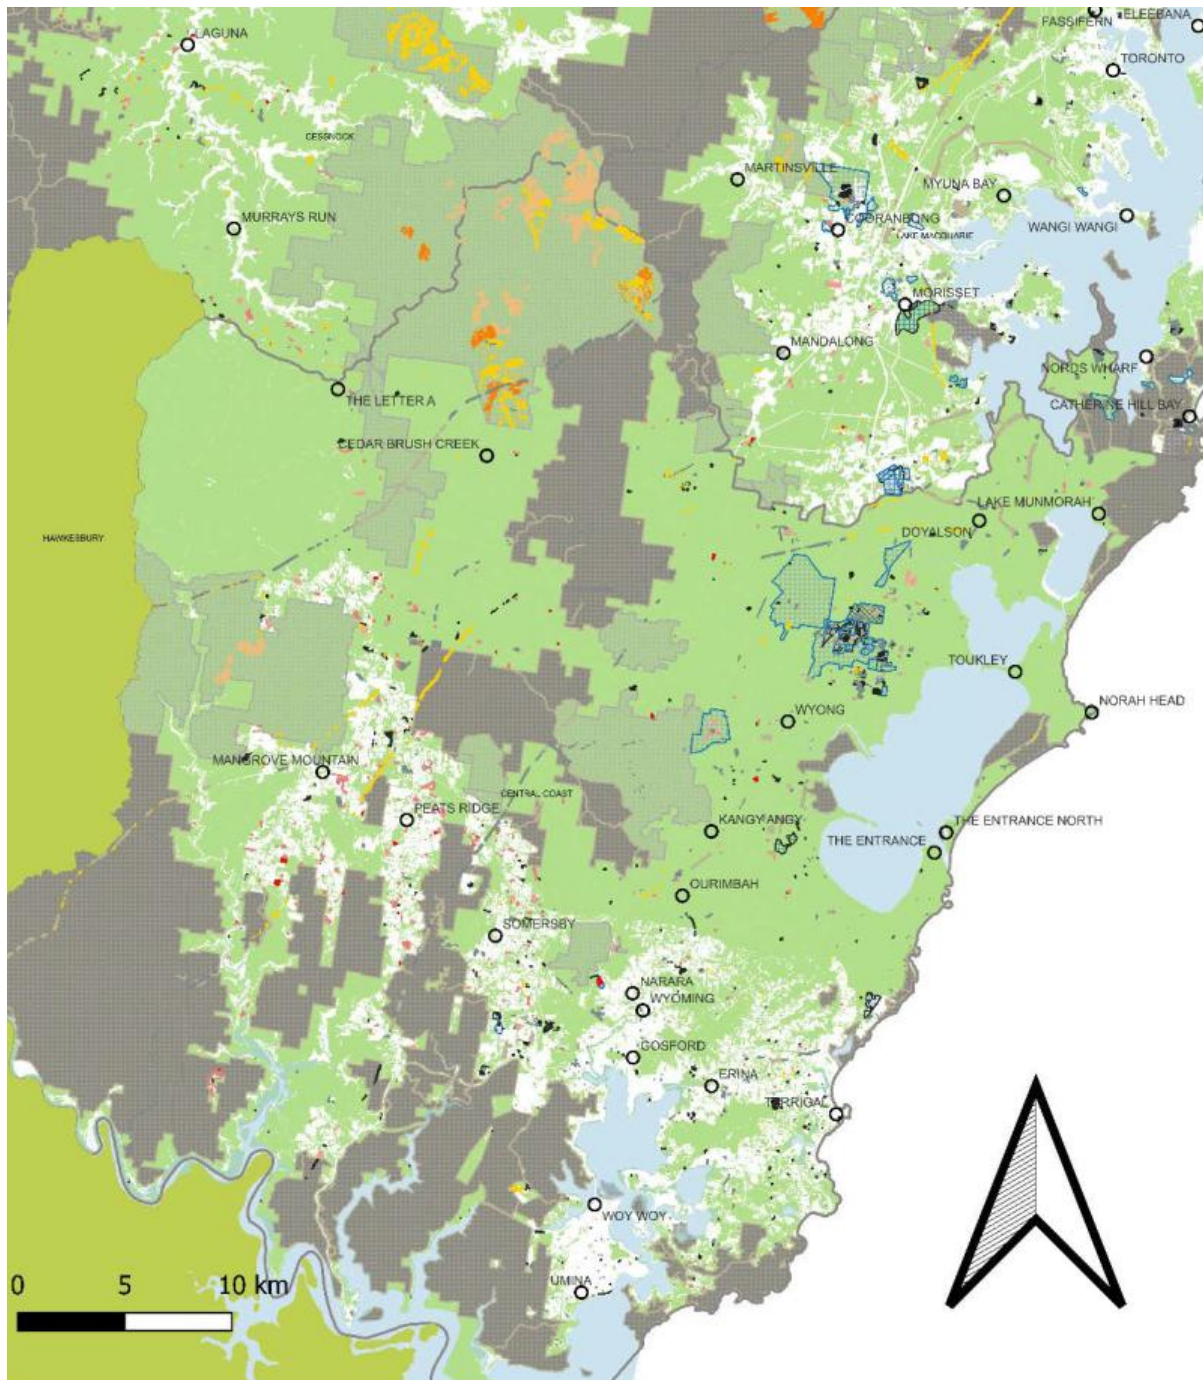 FASSIFERN
ELEEBANA
LAGUNA
TORONTO
CESSNOCK
MARTINSVILLE
MYUNA BAY
MURRAYS RUN
COORANBONG
WANGI WANGI
LAKE MACQUARIE
MORISSET
MANDALONG
NORDS WHARF
THE LETTER A
CATHERINE HILL BAY
CEDAR BRUSH CREEK
LAKE MUNMORAH
DOYALSON
HAWKESBURY
TOUKLEY
NORAH HEAD
WYONG
MANGROVE MOUNTAIN
CENTRAL COAST
PEATS RIDGE
KANGY ANGY
THE ENTRANCE NORTH
THE ENTRANCE
OURIMBAH
SOMERSBY
NARARA
WYOMING
GOSFORD
ERINA
TERRIGAL
WOY WOY
0 5 10 km
UMINA